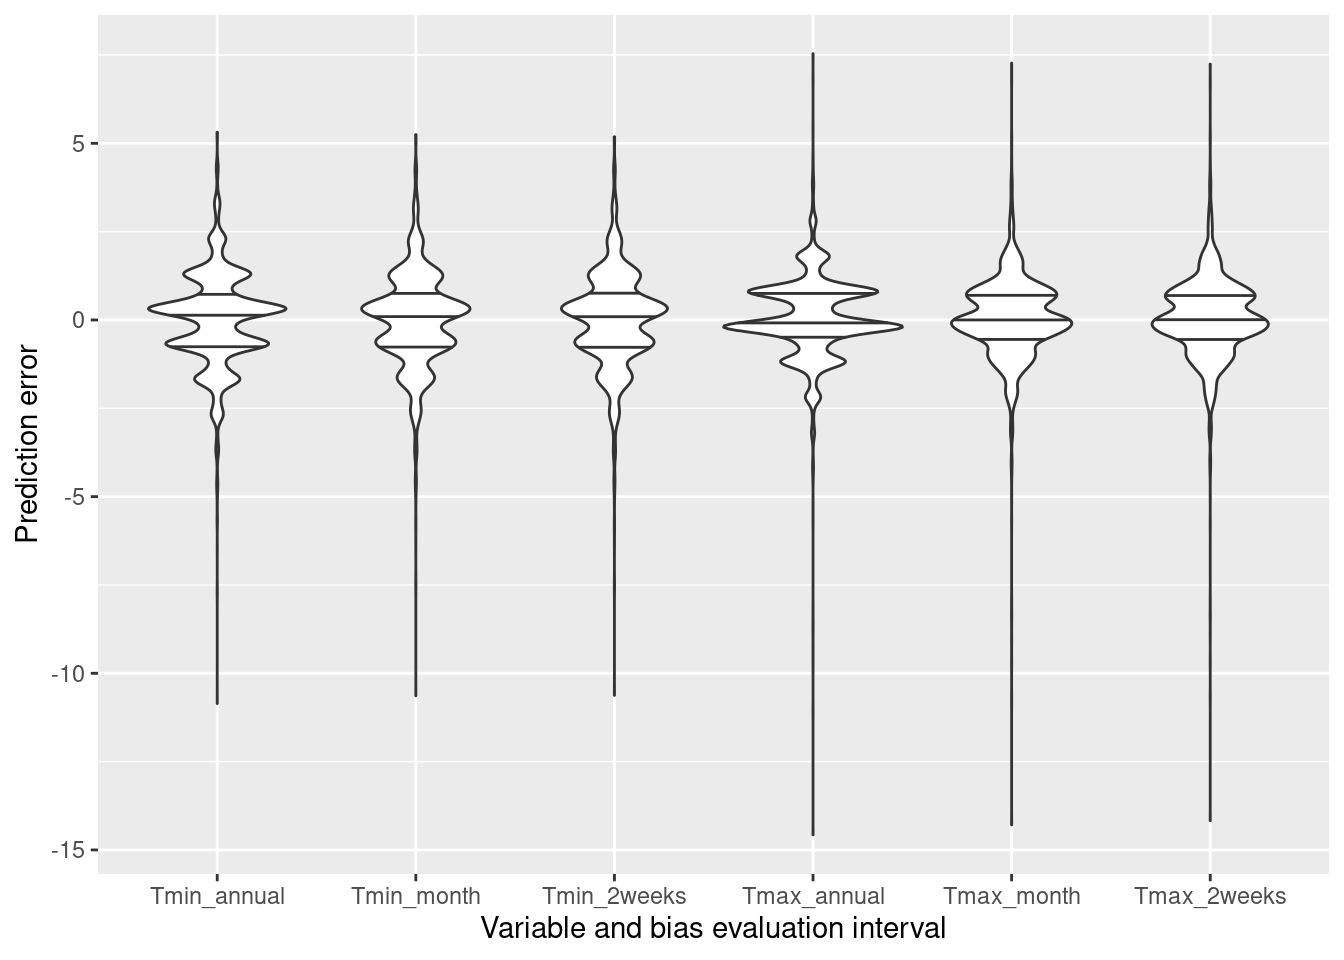 Prediction error
5
0
-5
-10
-15
Tmin_annual Tmin_month Tmin_2weeks Tmax_annual Tmax_month Tmax_2weeks
Variable and bias evaluation interval